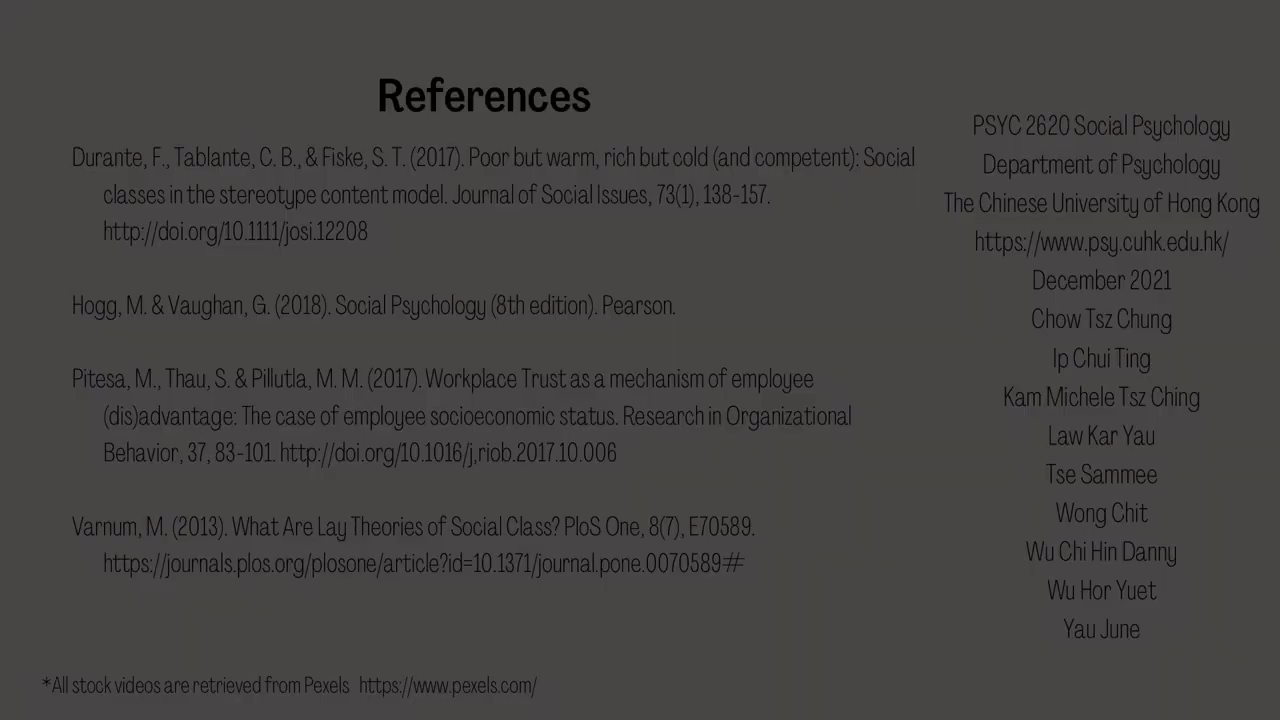 References
Durante, F., Tablante, C. B., & Fiske, S. T. (2017). Poor but warm, rich but cold (and competent): Social
classes in the stereotype content model. Journal of Social Issues, 73(1), 138-157.
http://doi.org/10.1111/josi.12208
Hogg, M. & Vaughan, G. (2018). Social Psychology (8th edition). Pearson.
Pitesa, M., Thau, S. & Pillutla, M. M. (2017). Workplace Trust as a mechanism of employee
(dis)advantage: The case of employee socioeconomic status. Research in Organizational
Behavior, 37, 83-101. http://doi.org/10.1016/j,riob.2017.10.006
Varnum, M. (2013). What Are Lay Theories of Social Class? PloS One, 8(7), E70589.
https://journals.plos.org/plosone/article?id=10.1371/journal.pone.0070589#
*All stock videos are retrieved from Pexels https://www.pexels.com/
PSYC 2620 Social Psychology
Department of Psychology
The Chinese University of Hong Kong
https://www.psy.cuhk.edu.hk/
December 2021
Chow Tsz Chung
Ip Chui Ting
Kam Michele Tsz Ching
Law Kar Yau
Tse Sammee
Wong Chit
Wu Chi Hin Danny
Wu Hor Yuet
Yau June